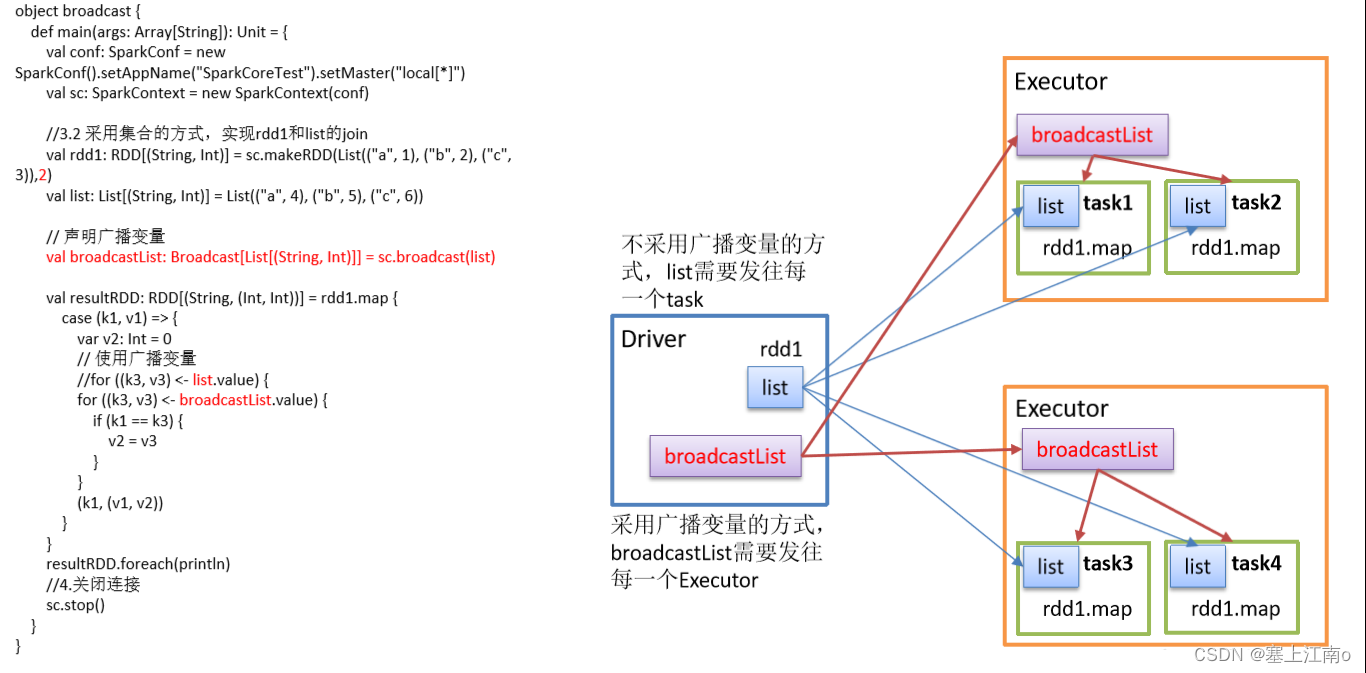 object broadcast {
def main(args: Array[String]): Unit = {
val conf: SparkConf = new
SparkConf().setAppName("SparkCoreTest").setMaster("local[*]")
val sc: SparkContext = new SparkContext(conf)
//3.2 采用集合的方式，实现rdd1和list的join
val rdd1: RDD[(String, Int)] = sc.makeRDD(List(("a", 1), ("b", 2), ("c",
3)),2)
val list: List[(String, Int)] = List(("a", 4), ("b", 5), ("c", 6))
// 声明广播变量
val broadcastList: Broadcast[List[(String, Int)]] = sc.broadcast(list)
val resultRDD: RDD[(String, (Int, Int))] = rdd1.map {
case (k1, v1) => {
var v2: Int = 0
// 使用广播变量
//for ((k3, v3) <- list.value) {
for ((k3, v3) <- broadcastList.value) {
if (k1 == k3) {
v2 = v3
}
}
(k1, (v1, v2))
}
}
resultRDD.foreach(println)
//4.关闭连接
sc.stop()
}
}
不采用广播变量的方
式，list需要发往每
一个task
Driver
rdd1
list
broadcastList
采用广播变量的方式，
broadcastList需要发往
每一个Executor
Executor
broadcastList
list task1
rdd1.map
list task2
rdd1.map
Executor
broadcastList
list task3
rdd1.map
list task4
rdd1.map
CSDN @塞上江南o